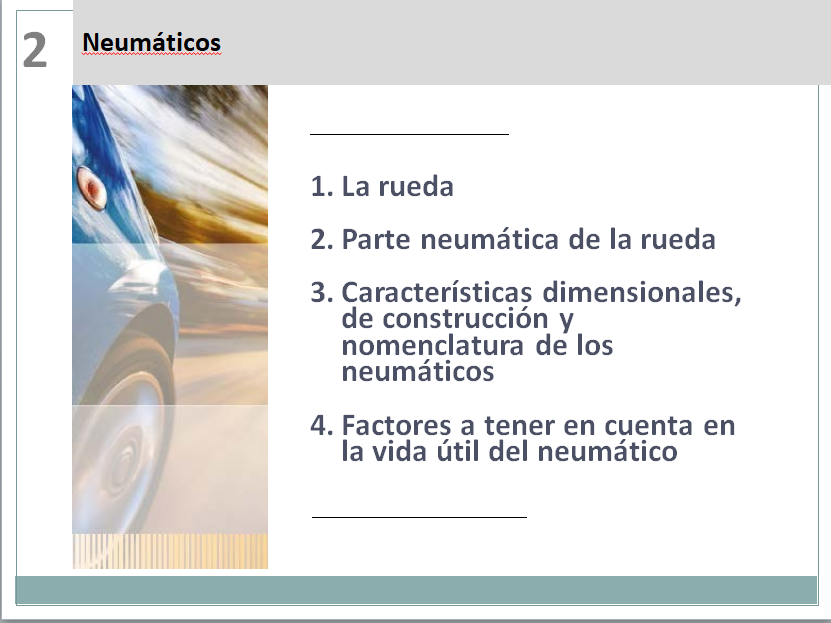 2
Neumáticos
1. La rueda
2. Parte neumática de la rueda
3. Características dimensionales,
de construcción y
nomenclatura de los
neumáticos
4. Factores a tener en cuenta en
la vida útil del neumático